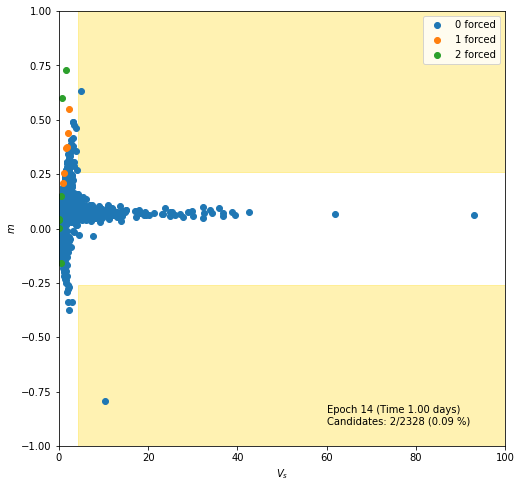 1.00
0.75
0.50
0.25
0.00
−0.25
−0.50
−0.75
−1.00
m
0 forced
1 forced
2 forced
Epoch 14 (Time 1.00 days)
Candidates: 2/2328 (0.09 %)
0
20
40
60
80
100
Vs